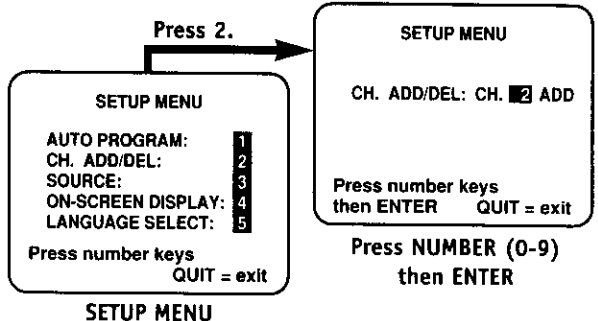 Press 2.
SETUP MENU
AUTO PROGRAM: 1
CH. ADD/DEL: 2
SOURCE: 3
ON-SCREEN DISPLAY: 4
LANGUAGE SELECT: 5
Press number keys
QUIT = exit
SETUP MENU
SETUP MENU
CH. ADD/DEL: CH. 2 ADD
Press number keys
then ENTER QUIT = exit
Press NUMBER (0-9)
then ENTER